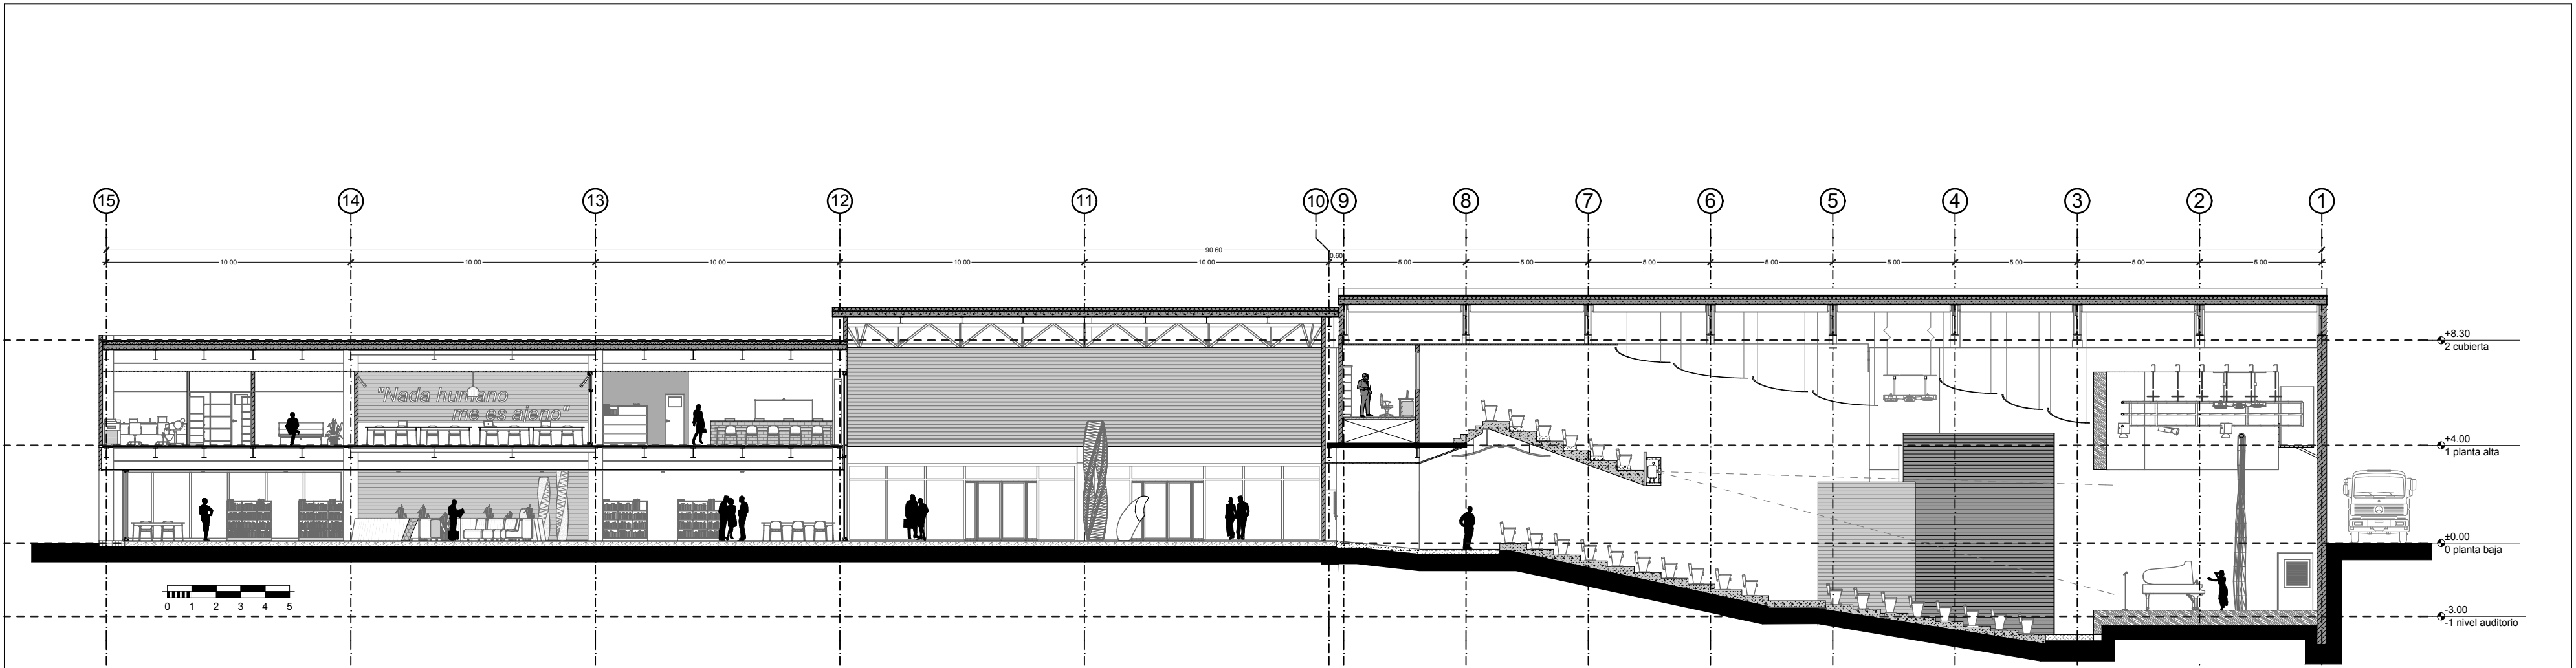 15 14 13 12 11 10 9 8 7 6 5 4 3 2 1
90.60
10.00 10.00 10.00 10.00 10.00 0.60 5.00 5.00 5.00 5.00 5.00 5.00 5.00 5.00
+8.30
2 cubierta
"Nada humano
me es ajeno"
+4.00
1 planta alta
±0.00
0 planta baja
0 1 2 3 4 5
-3.00
-1 nivel auditorio